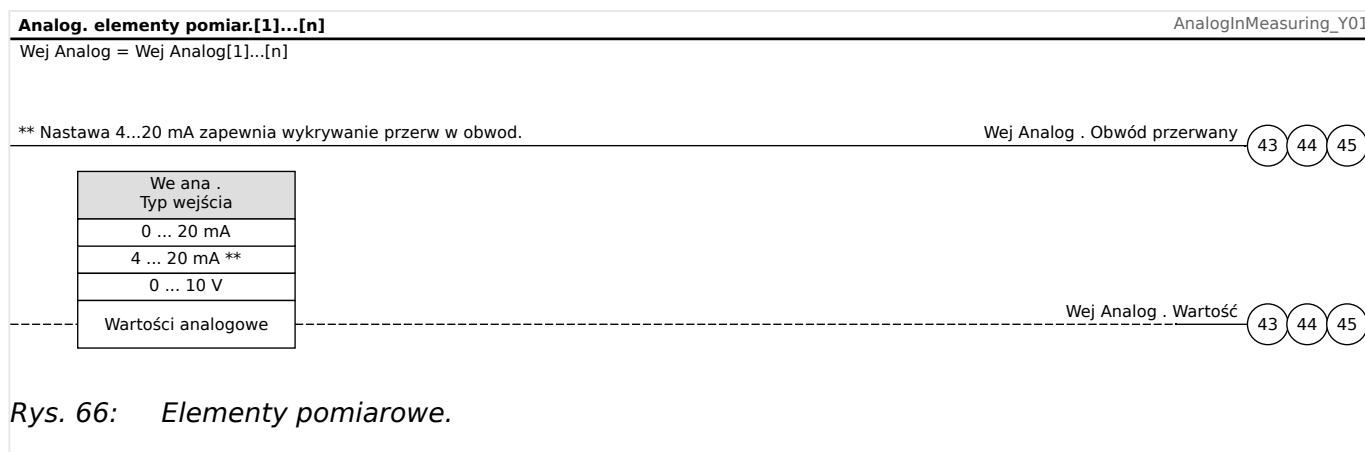 Analog. elementy pomiar.[1]...[n]
AnalogInMeasuring_Y01
Wej Analog = Wej Analog[1]...[n]
** Nastawa 4...20 mA zapewnia wykrywanie przerw w obwod.
Wej Analog . Obwód przerwany
43 44 45
We ana .
Typ wejścia
0 ... 20 mA
4 ... 20 mA **
0 ... 10 V
Wartości analogowe
Wej Analog . Wartość
43 44 45
Rys. 66: Elementy pomiarowe.